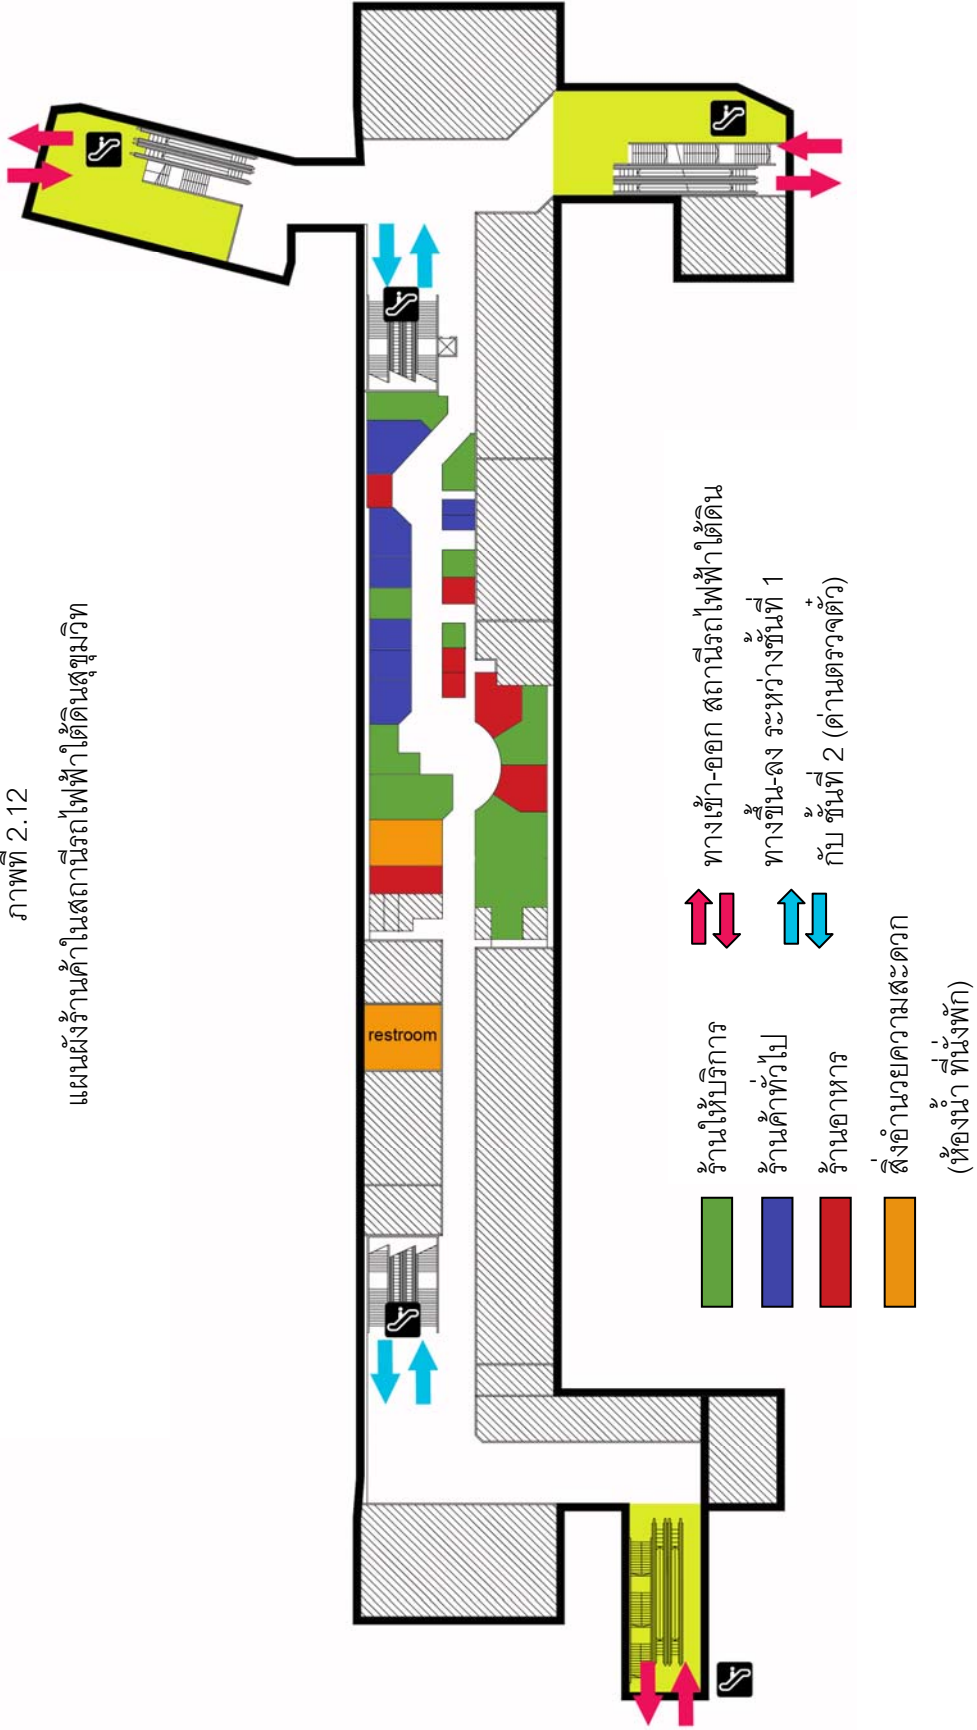 ภาพที่ 2.12
แผนผังร้านค้าในสถานีรถไฟฟ้าใต้ดินสุขุมวิท
restroom
ร้านให้บริการ
ร้านค้าทั่วไป
ร้านอาหาร
สิ่งอำนวยความสะดวก
(ห้องน้ำ ที่นั่งพัก)
ทางเข้า-ออก สถานีรถไฟฟ้าใต้ดิน
ทางขึ้น-ลง ระหว่างชั้นที่ 1
กับ ชั้นที่ 2 (ด่านตรวจตั๋ว)